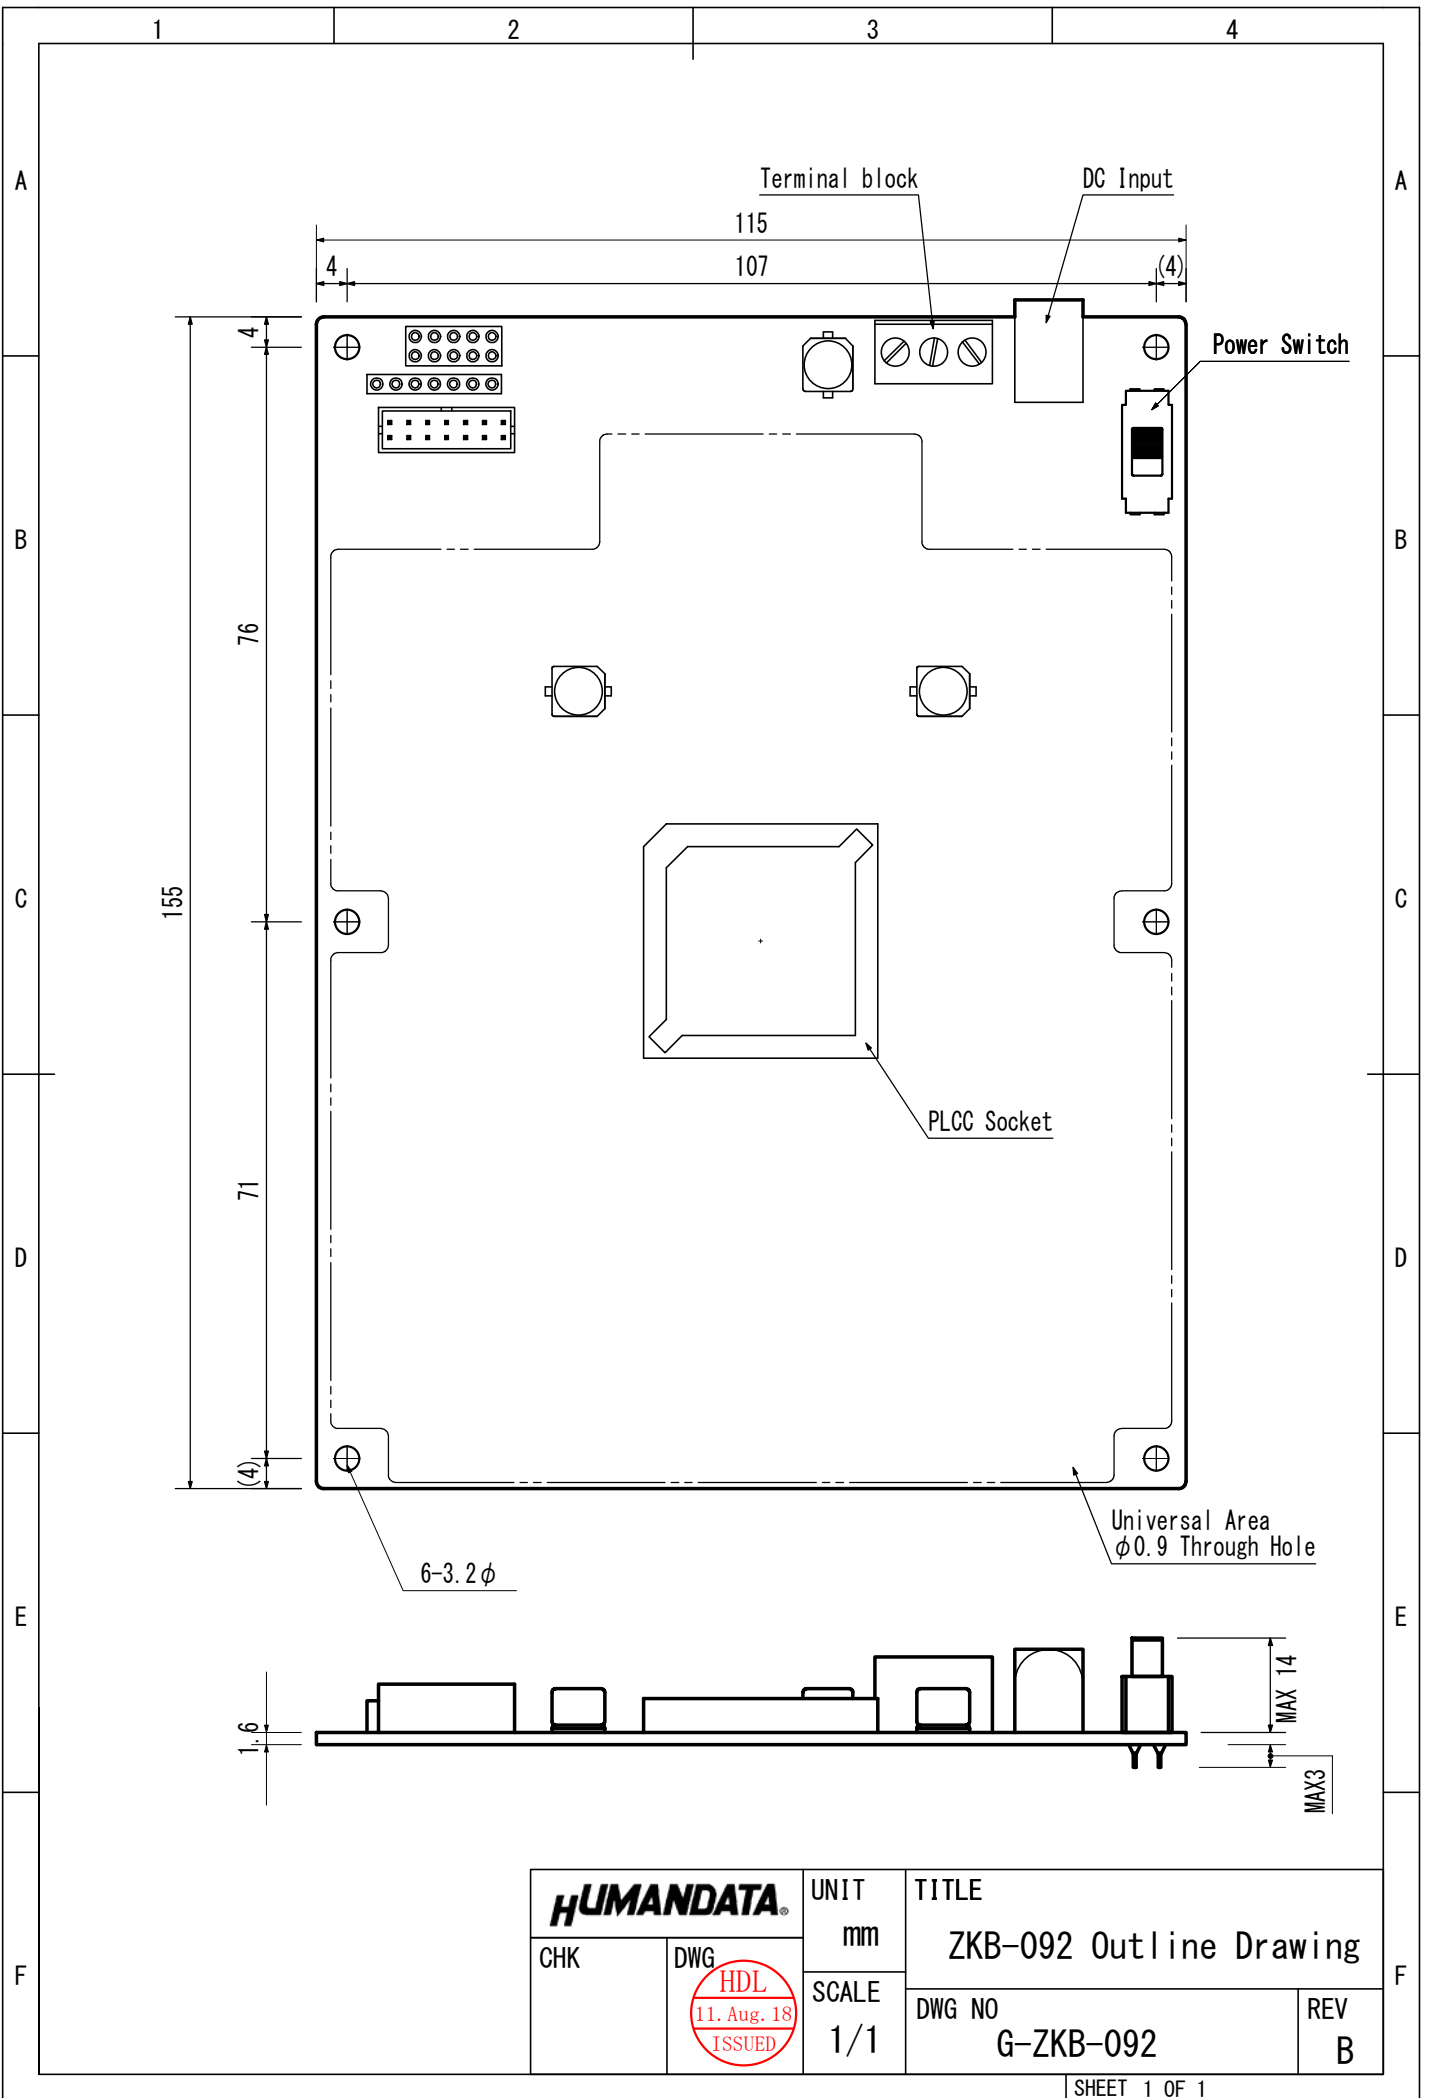 1 2 3 4
A A
Terminal block DC Input
115
4 107 (4)
4
Power Switch
B B
76
C C
155
PLCC Socket
D D
71
(4)
Universal Area
φ0.9 Through Hole
6-3.2φ
E E
MAX 14
1.6
MAX3
HUMANDATA® UNIT TITLE
mm ZKB-092 Outline Drawing
CHK DWG
F F
HDL SCALE
11.Aug.18 DWG NO REV
ISSUED 1/1 G-ZKB-092 B
SHEET 1 OF 1